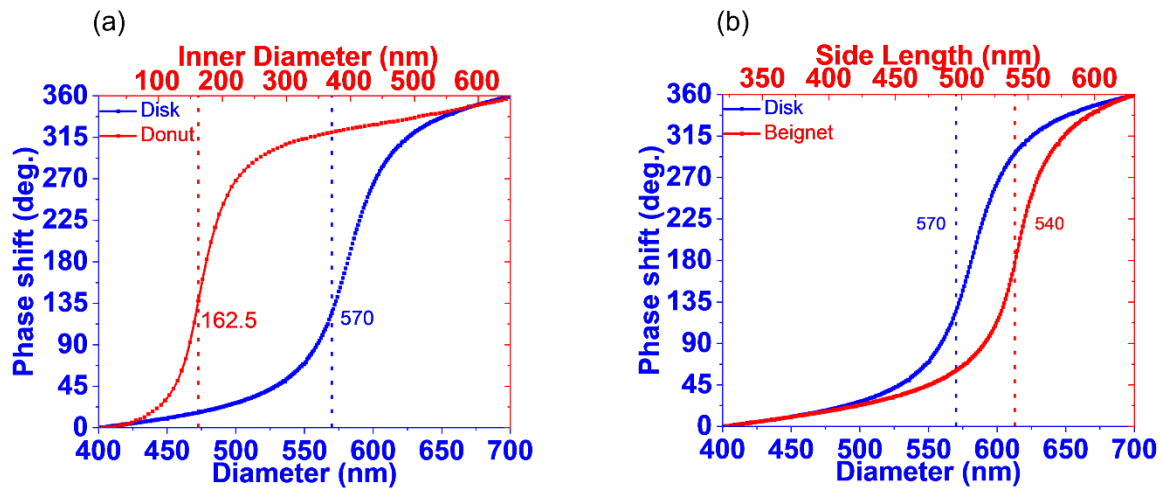 (a)
Inner Diameter (nm)
100 200 300 400 500 600
360
315
270
225
180
135
90
45
0
Phase shift (deg.)
Disk
Donut
162.5
570
400 450 500 550 600 650 700
Diameter (nm)
(b)
Side Length (nm)
350 400 450 500 550 600
360
315
270
225
180
135
90
45
0
Phase shift (deg.)
Disk
Beignet
570
540
400 450 500 550 600 650 700
Diameter (nm)